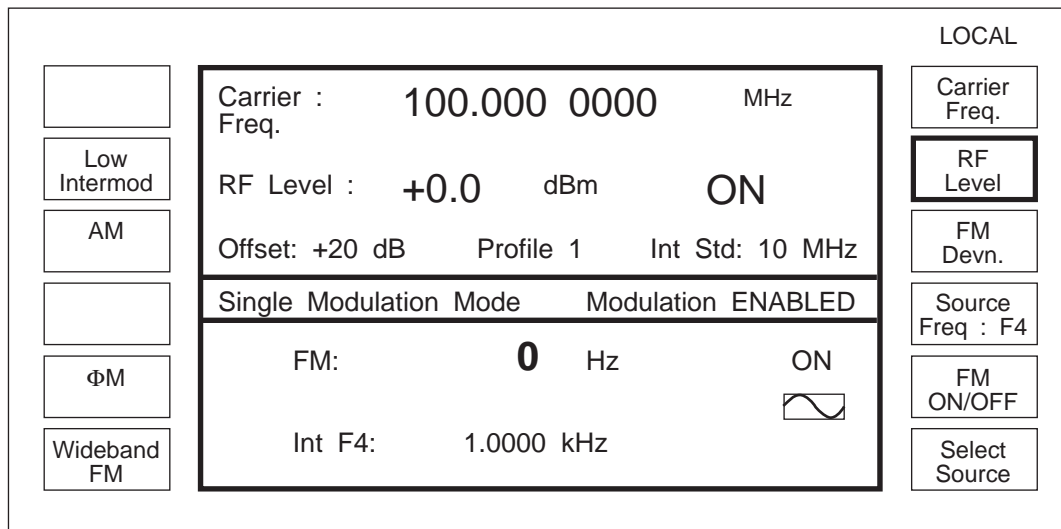 LOCAL
Low
Intermod
AM
ΦM
Wideband
FM
Carrier :
Freq.
100.000 0000 MHz
RF Level : +0.0 dBm ON
Offset: +20 dB Profile 1 Int Std: 10 MHz
Single Modulation Mode Modulation ENABLED
FM: 0 Hz ON
Int F4: 1.0000 kHz
Carrier
Freq.
RF
Level
FM
Devn.
Source
Freq : F4
FM
ON/OFF
Select
Source